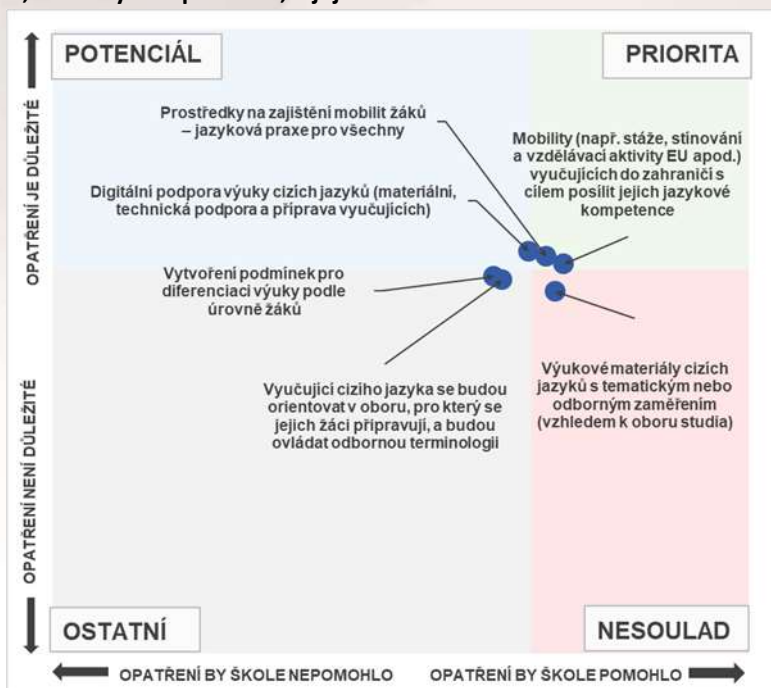 POTENCIÁL
PRIORITA
Prostředky na zajištění mobilit žáků
– jazyková praxe pro všechny
Mobility (např. stáže, stínování
a vzdělávací aktivity EU apod.)
vyučujících do zahraničí s
cílem posílit jejich jazykové
kompetence
Digitální podpora výuky cizích jazyků (materiální,
technická podpora a příprava vyučujících)
Vytvoření podmínek pro
diferenciaci výuky podle
úrovně žáků
Vyučující cizího jazyka se budou
orientovat v oboru, pro který se
jejich žáci připravují, a budou
ovládat odbornou terminologii
Výukové materiály cizích
jazyků s tematickým nebo
odborným zaměřením
(vzhledem k oboru studia)
OPATŘENÍ JE DŮLEŽITÉ
OPATŘENÍ NENÍ DŮLEŽITÉ
OSTATNÍ
NESOULAD
OPATŘENÍ BY ŠKOLE NEPOMOHLO
OPATŘENÍ BY ŠKOLE POMOHLO